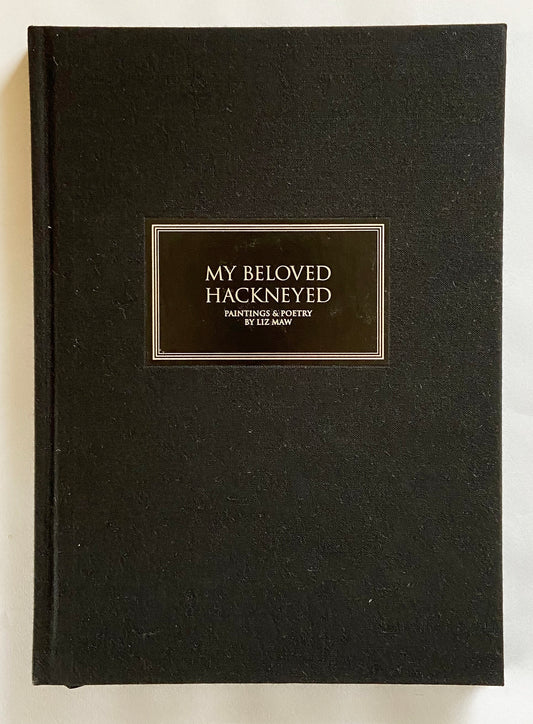 MY BELOVED
HACKNEYED
PAINTINGS & POETRY
BY LIZ MAW